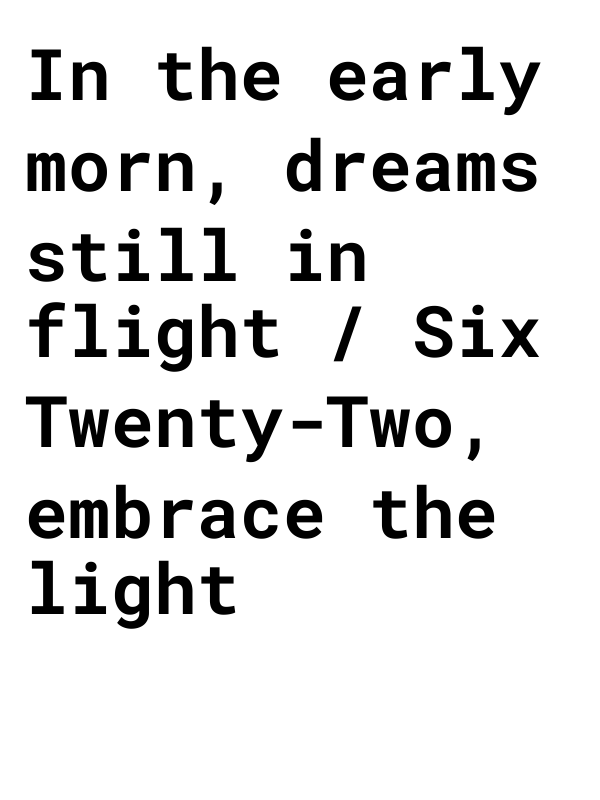 In the early
morn, dreams
still in
flight / Six
Twenty-Two,
embrace the
light